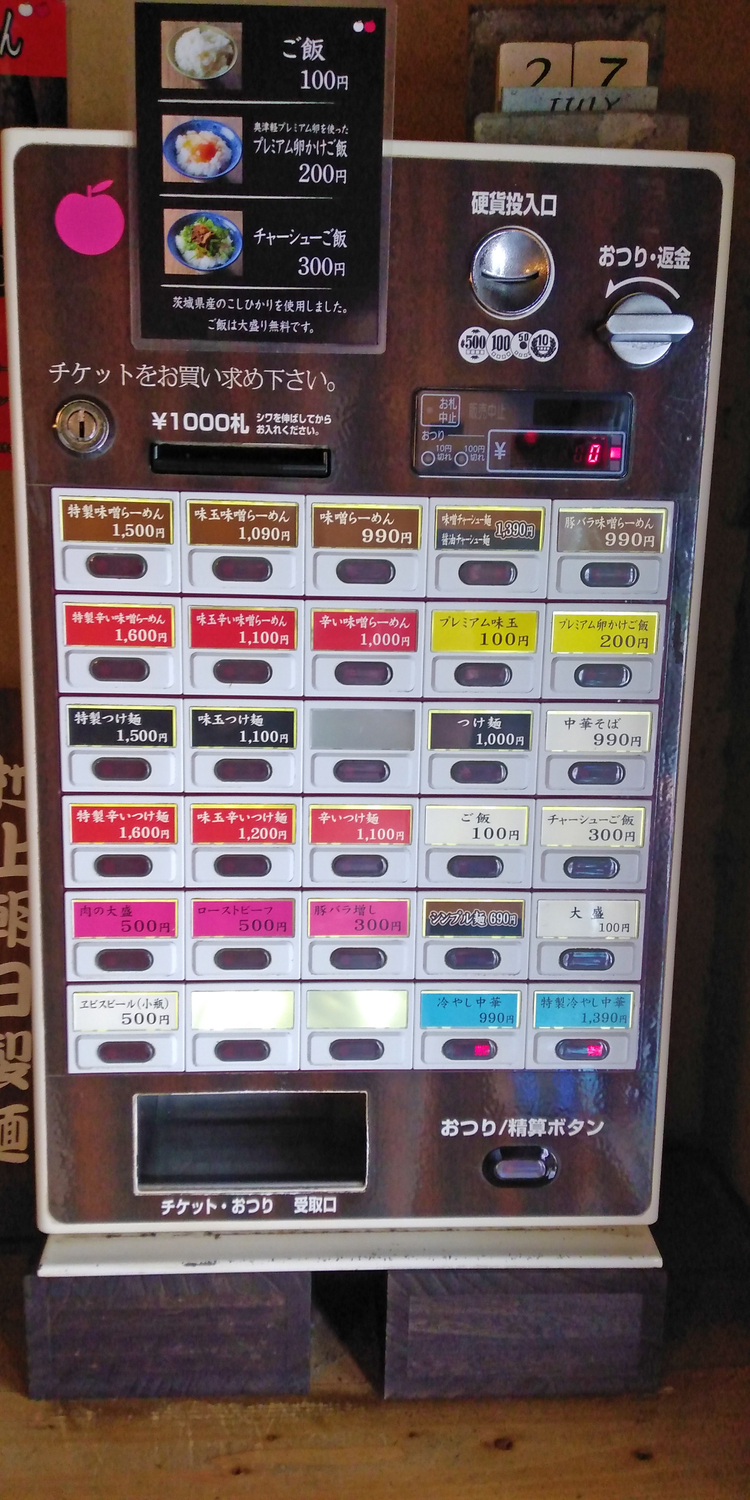 ん
27
JULY
ご飯
100円
奥津軽プレミアム卵を使った
プレミアム卵かけご飯
200円
チャーシューご飯
300円
茨城県産のこしひかりを使用しました。
ご飯は大盛り無料です。
硬貨投入口
おつり・返金
500 100 50 10
チケットをお買い求め下さい。
¥1000札 シワを伸ばしてから
お入れください。
お札中止 販売中止
おつり
10円切れ 100円切れ ¥ 0
特製味噌らーめん 1,500円
味玉味噌らーめん 1,090円
味噌らーめん 990円
味噌チャーシュー麺 醤油チャーシュー麺 1,390円
豚バラ味噌らーめん 990円
特製辛い味噌らーめん 1,600円
味玉辛い味噌らーめん 1,100円
辛い味噌らーめん 1,000円
プレミアム味玉 100円
プレミアム卵かけご飯 200円
特製つけ麺 1,500円
味玉つけ麺 1,100円
つけ麺 1,000円
中華そば 990円
特製辛いつけ麺 1,600円
味玉辛いつけ麺 1,200円
辛いつけ麺 1,100円
ご飯 100円
チャーシューご飯 300円
肉の大盛 500円
ローストビーフ 500円
豚バラ増し 300円
シンプル麺 690円
大盛 100円
ヱビスビール(小瓶) 500円
冷やし中華 990円
特製冷やし中華 1,390円
おつり/精算ボタン
チケット・おつり 受取口
上朝日製麺